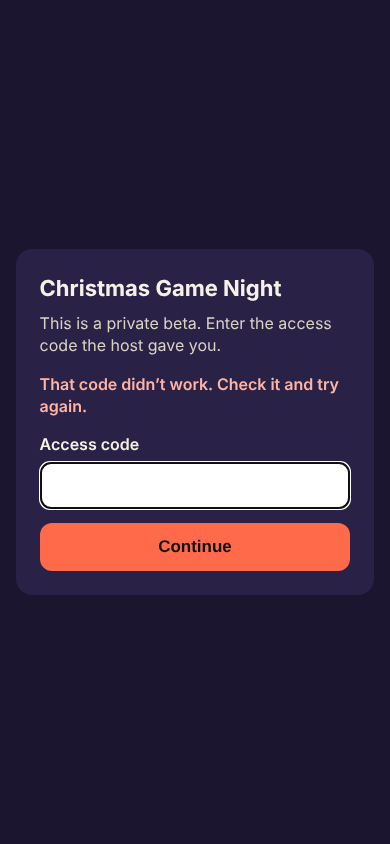 Christmas Game Night
This is a private beta. Enter the access
code the host gave you.
That code didn’t work. Check it and try
again.
Access code
Continue